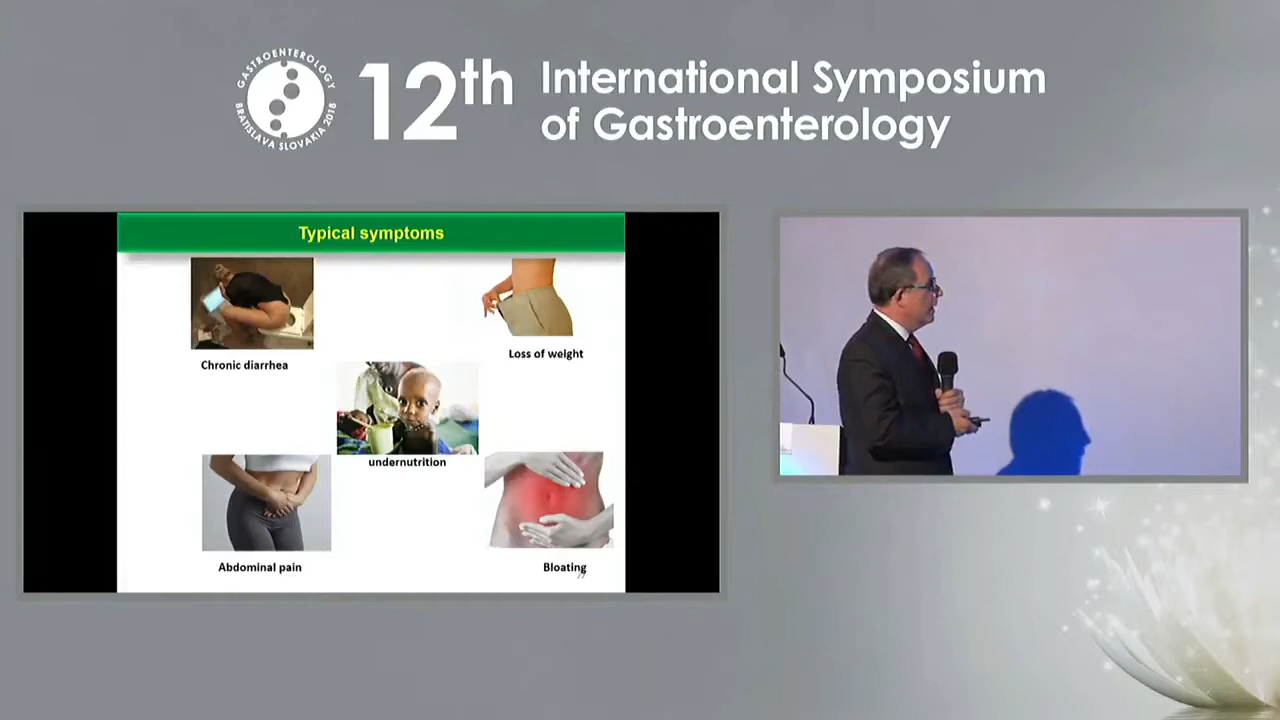 GASTROENTEROLOGY
BRATISLAVA SLOVAKIA 2018
12th
International Symposium
of Gastroenterology
Typical symptoms
Chronic diarrhea
Loss of weight
undernutrition
Abdominal pain
Bloating